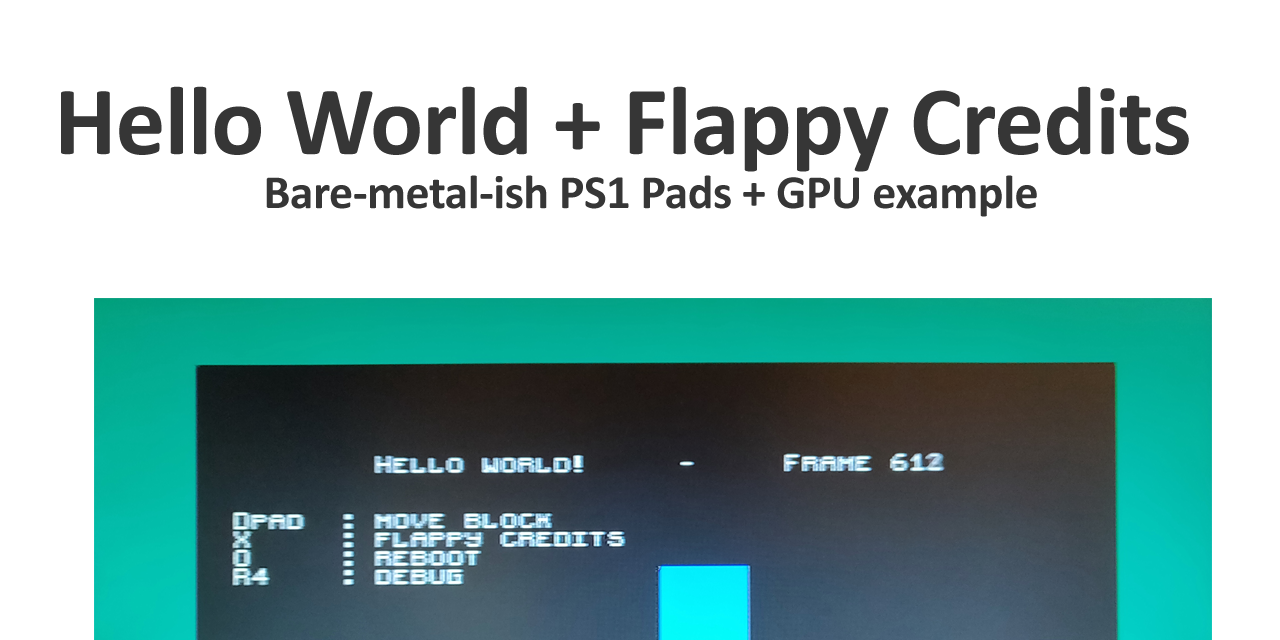 Hello World + Flappy Credits
Bare-metal-ish PS1 Pads + GPU example
HELLO WORLD! - FRAME 612
DPAD : MOVE BLOCK
X : FLAPPY CREDITS
O : REBOOT
R4 : DEBUG